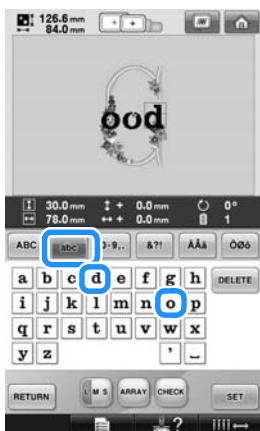 126.6 mm
84.0 mm
ood
30.0 mm + 0.0 mm 0°
78.0 mm + 0.0 mm 1
ABC abc 0-9,. &?! ÄÅä ÖØö
a b c d e f g h DELETE
i j k l m n o p
q r s t u v w x
y z ' _
RETURN L M S ARRAY CHECK SET
?